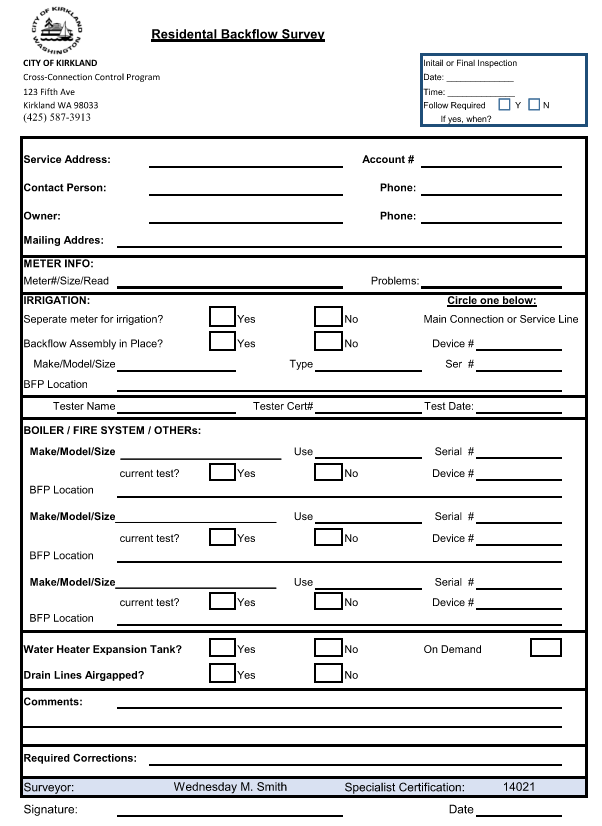 CITY OF KIRKLAND
WASHINGTON
Residental Backflow Survey
CITY OF KIRKLAND
Cross-Connection Control Program
123 Fifth Ave
Kirkland WA 98033
(425) 587-3913
Initail or Final Inspection
Date:
Time:
Follow Required Y N
If yes, when?
Service Address: Account #
Contact Person: Phone:
Owner: Phone:
Mailing Addres:
METER INFO:
Meter#/Size/Read Problems:
IRRIGATION: Circle one below:
Seperate meter for irrigation? Yes No Main Connection or Service Line
Backflow Assembly in Place? Yes No Device #
Make/Model/Size Type Ser #
BFP Location
Tester Name Tester Cert# Test Date:
BOILER / FIRE SYSTEM / OTHERs:
Make/Model/Size Use Serial #
current test? Yes No Device #
BFP Location
Make/Model/Size Use Serial #
current test? Yes No Device #
BFP Location
Make/Model/Size Use Serial #
current test? Yes No Device #
BFP Location
Water Heater Expansion Tank? Yes No On Demand
Drain Lines Airgapped? Yes No
Comments:
Required Corrections:
Surveyor: Wednesday M. Smith Specialist Certification: 14021
Signature: Date